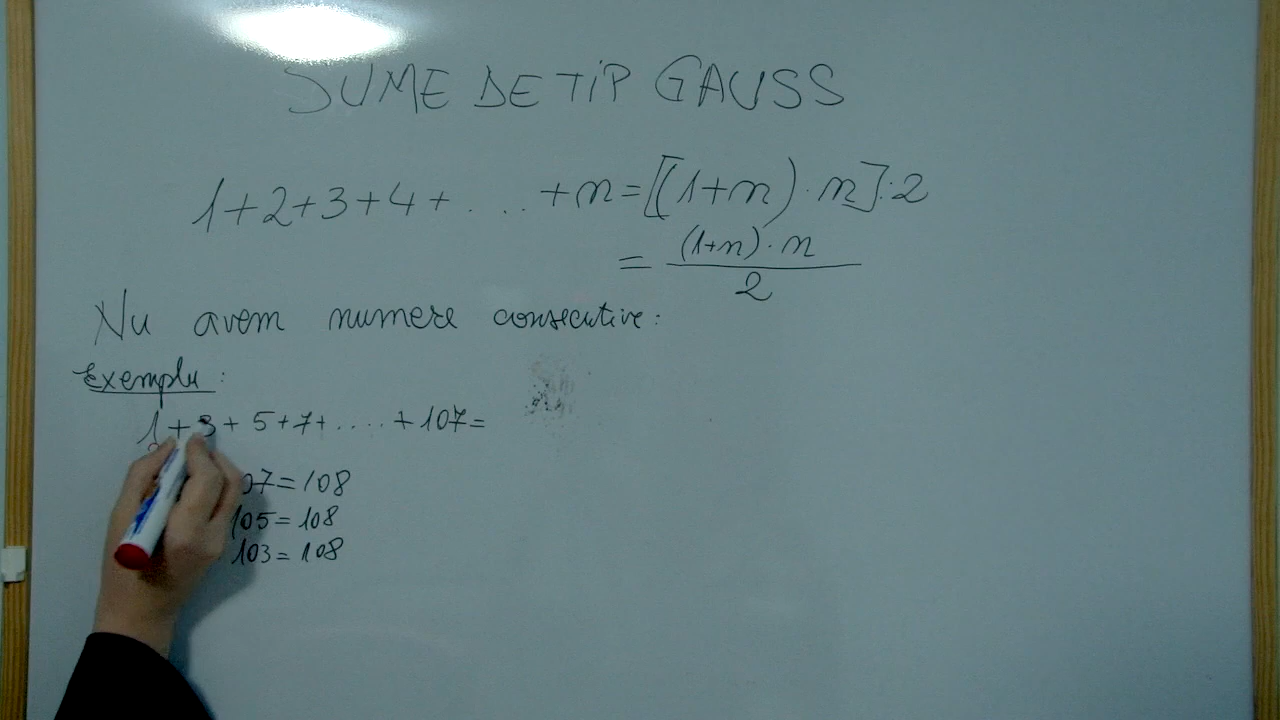 SUME DE TiP GAUSS
1+2+3+4+ . . . . +n=[(1+n)·n]:2
= (1+n)·n / 2
Nu avem numere consecutive:
Exemplu:
1+3+5+7+.....+107=
07=108
105=108
103=108